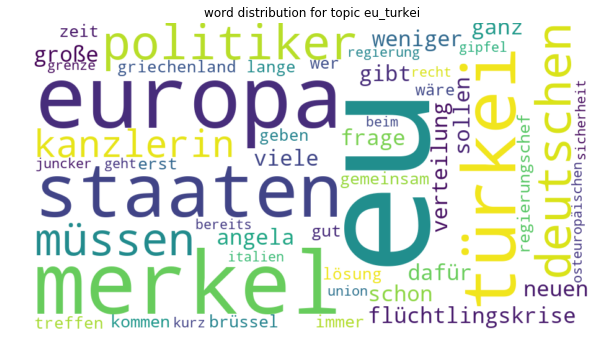 word distribution for topic eu_turkei
zeit
große
grenze
politiker
regierung
weniger
wer
ganz
gipfel
griechenland
lange
gibt
recht
wäre
europa
eu
türkei
deutschen
sicherheit
kanzlerin
geben
viele
beim
frage
verteilung
sollen
juncker
geht
erst
gemeinsam
regierungschef
osteuropäischen
staaten
müssen
bereits
angela
gut
italien
merkel
lösung
dafür
union
schon
neuen
treffen
kommen
kurz
brüssel
immer
flüchtlingskrise